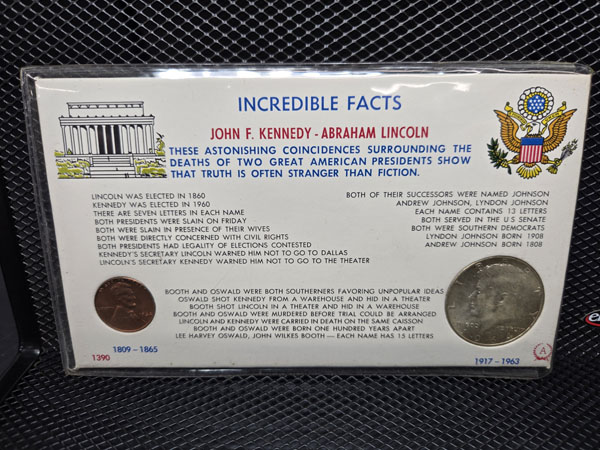 INCREDIBLE FACTS
JOHN F. KENNEDY - ABRAHAM LINCOLN
THESE ASTONISHING COINCIDENCES SURROUNDING THE
DEATHS OF TWO GREAT AMERICAN PRESIDENTS SHOW
THAT TRUTH IS OFTEN STRANGER THAN FICTION.
LINCOLN WAS ELECTED IN 1860
KENNEDY WAS ELECTED IN 1960
THERE ARE SEVEN LETTERS IN EACH NAME
BOTH PRESIDENTS WERE SLAIN ON FRIDAY
BOTH WERE SLAIN IN PRESENCE OF THEIR WIVES
BOTH WERE DIRECTLY CONCERNED WITH CIVIL RIGHTS
BOTH PRESIDENTS HAD LEGALITY OF ELECTIONS CONTESTED
KENNEDY'S SECRETARY LINCOLN WARNED HIM NOT TO GO TO DALLAS
LINCOLN'S SECRETARY KENNEDY WARNED HIM NOT TO GO TO THE THEATER
BOTH OF THEIR SUCCESSORS WERE NAMED JOHNSON
ANDREW JOHNSON, LYNDON JOHNSON
EACH NAME CONTAINS 13 LETTERS
BOTH SERVED IN THE U.S SENATE
BOTH WERE SOUTHERN DEMOCRATS
LYNDON JOHNSON BORN 1908
ANDREW JOHNSON BORN 1808
BOOTH AND OSWALD WERE BOTH SOUTHERNERS FAVORING UNPOPULAR IDEAS
OSWALD SHOT KENNEDY FROM A WAREHOUSE AND HID IN A THEATER
BOOTH SHOT LINCOLN IN A THEATER AND HID IN A WAREHOUSE
BOOTH AND OSWALD WERE MURDERED BEFORE TRIAL COULD BE ARRANGED
LINCOLN AND KENNEDY WERE CARRIED IN DEATH ON THE SAME CAISSON
BOOTH AND OSWALD WERE BORN ONE HUNDRED YEARS APART
LEE HARVEY OSWALD, JOHN WILKES BOOTH — EACH NAME HAS 15 LETTERS
1809 - 1865
1390
1917 - 1963
A